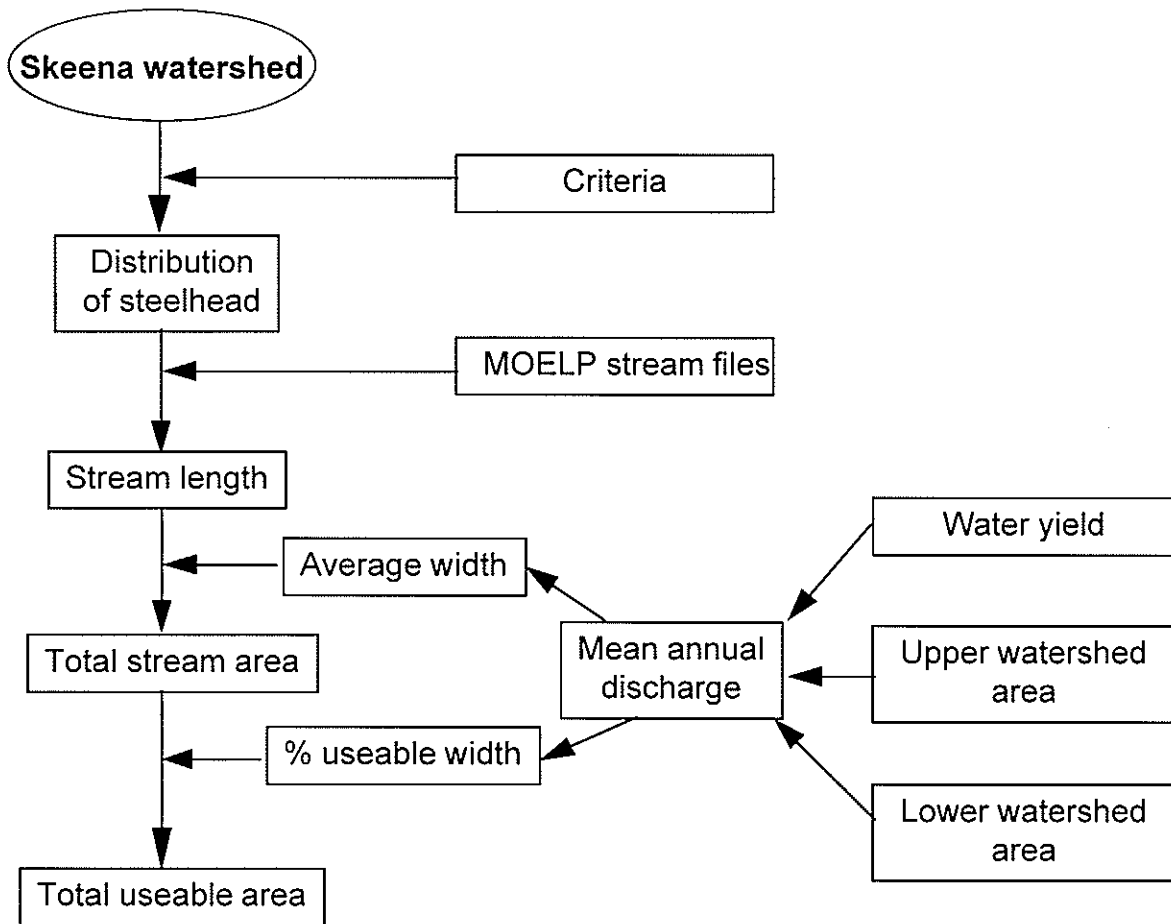 Skeena watershed
Criteria
Distribution
of steelhead
MOELP stream files
Stream length
Water yield
Average width
Mean annual
discharge
Upper watershed
area
Total stream area
% useable width
Lower watershed
area
Total useable area